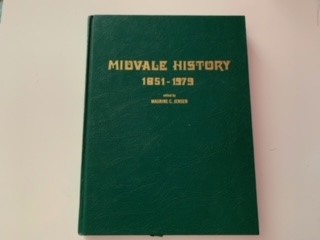 MIDVALE HISTORY
1851-1979
edited by
MAURINE C. JENSEN